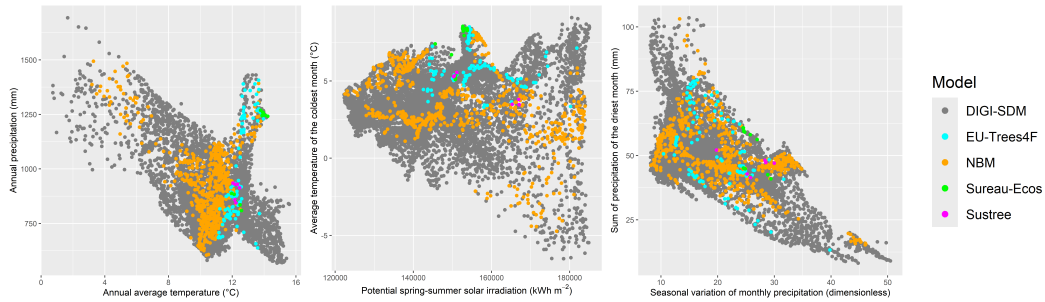 Annual precipitation (mm)
1500
1250
1000
750
0
4
8
12
16
Annual average temperature (°C)
Average temperature of the coldest month (°C)
5
0
-5
120000
140000
160000
180000
Potential spring-summer solar irradiation (kWh m⁻²)
Sum of precipitation of the driest month (mm)
100
75
50
25
10
20
30
40
50
Seasonal variation of monthly precipitation (dimensionless)
Model
DIGI-SDM
EU-Trees4F
NBM
Sureau-Ecos
Sustree